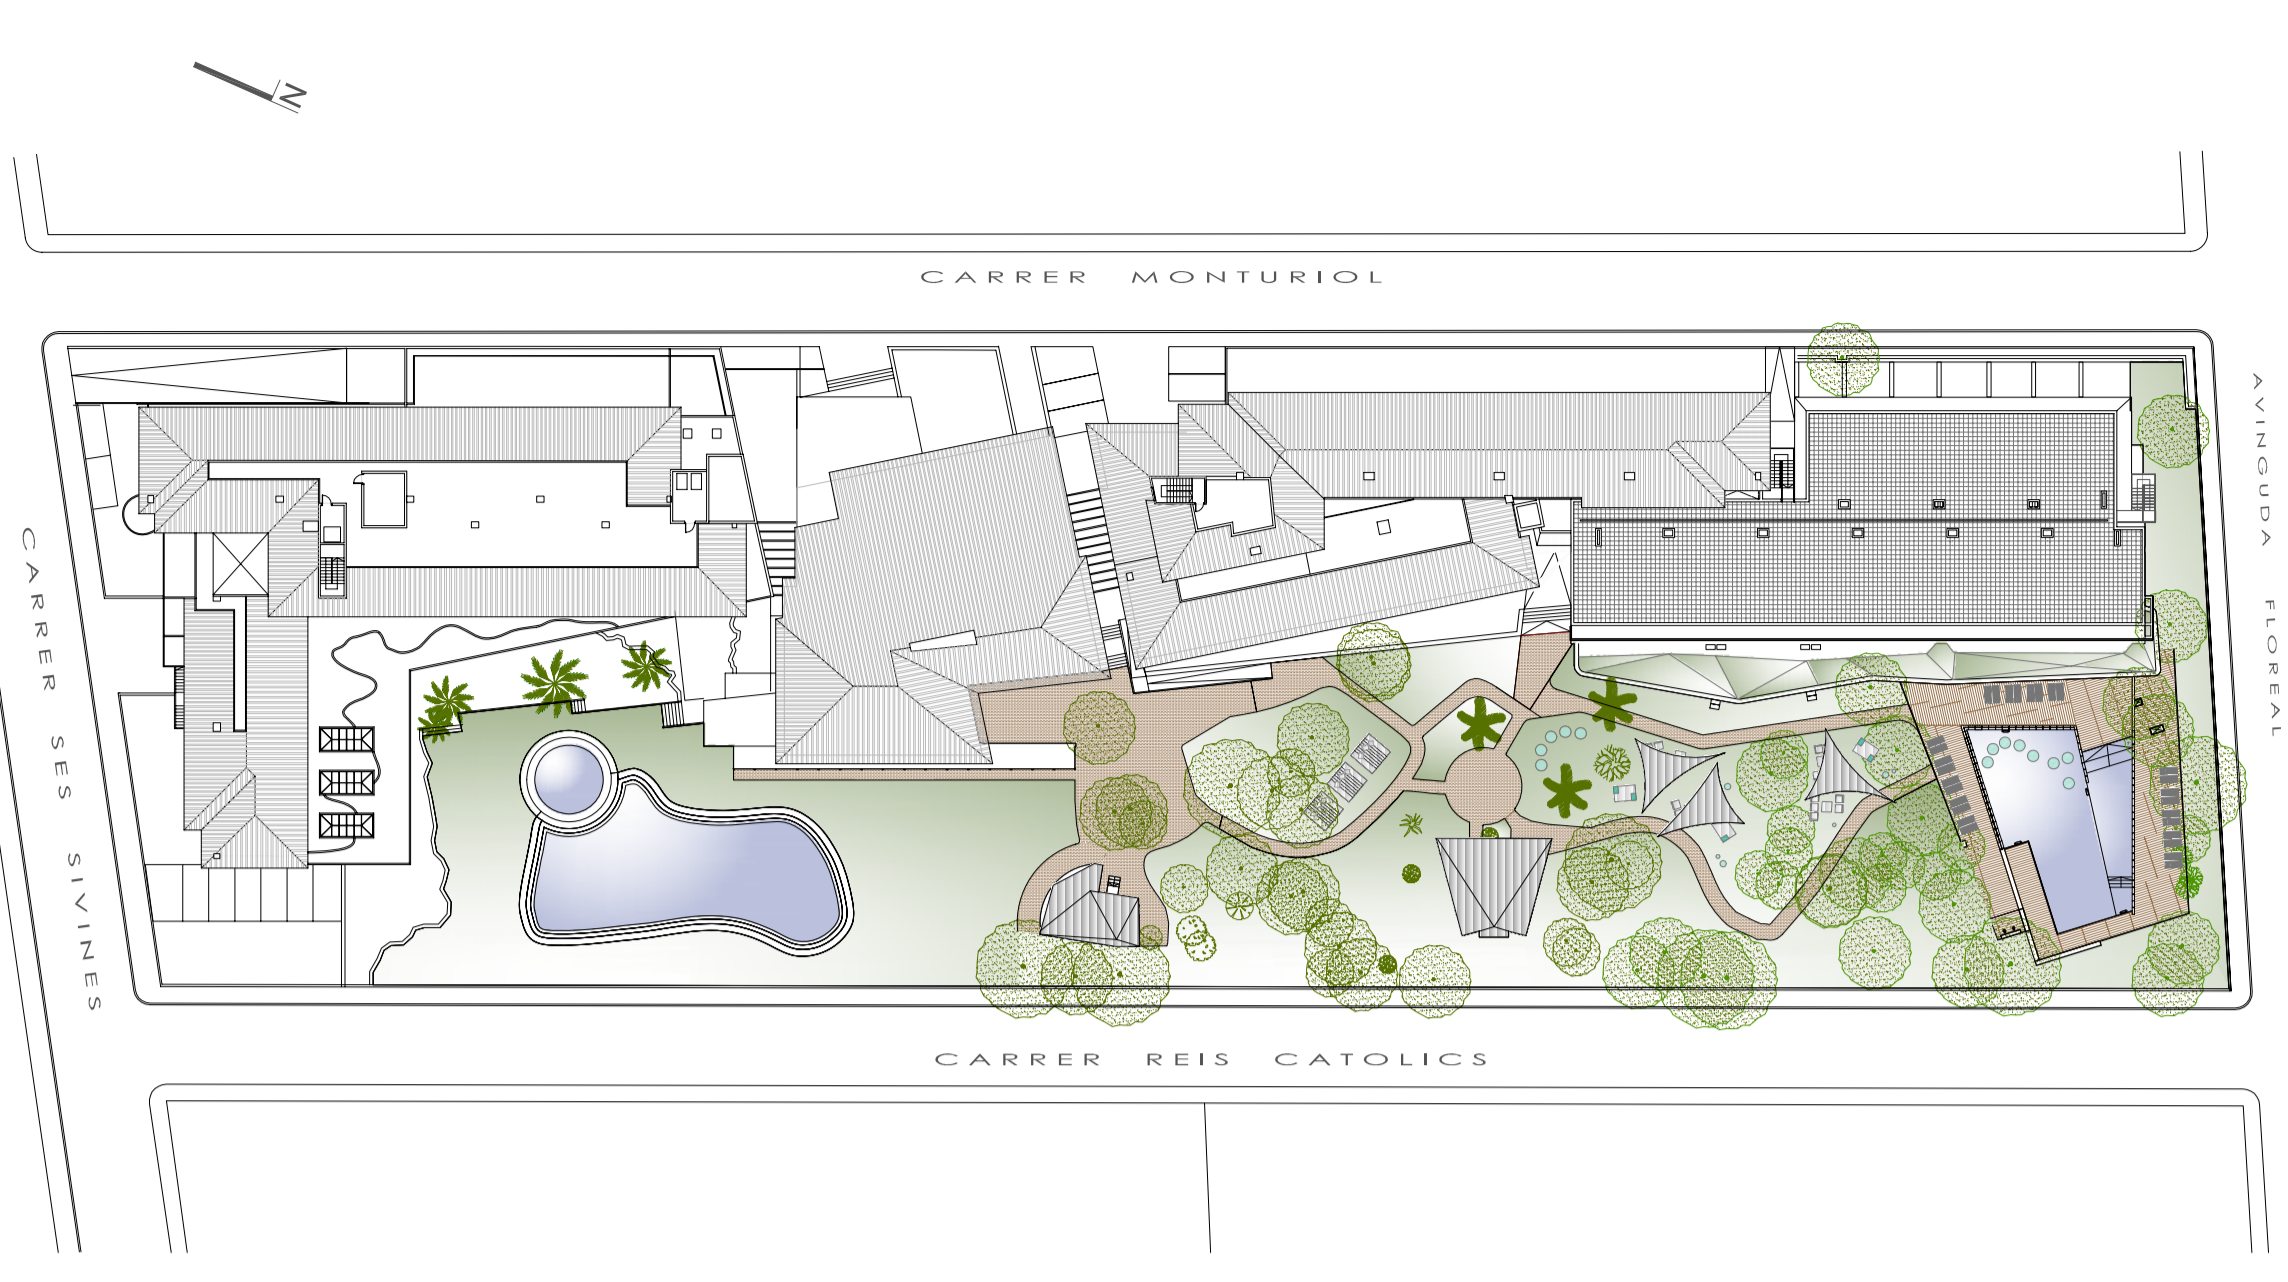 N
CARRER MONTURIOL
AVINGUDA FLOREAL
CARRER SES SIVINES
CARRER REIS CATOLICS